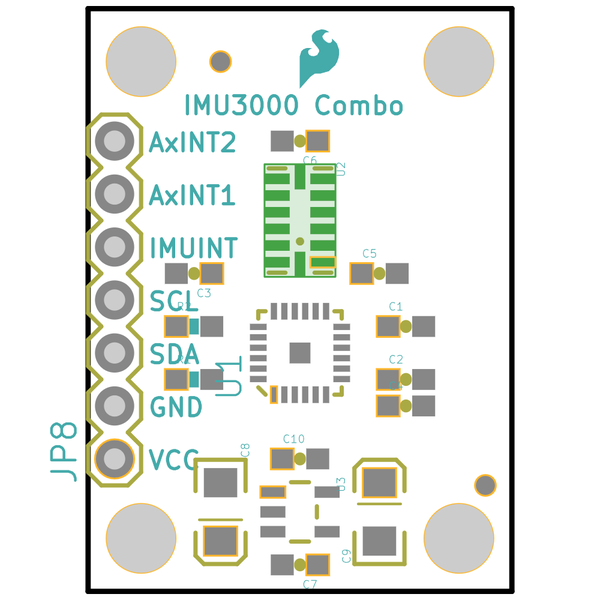 IMU3000 Combo
AxINT2
C6
U2
AxINT1
IMUINT
C5
C3
SCL
C1
SDA
U1
C2
GND
JP8
C10
VCC
C8
U3
C9
C7